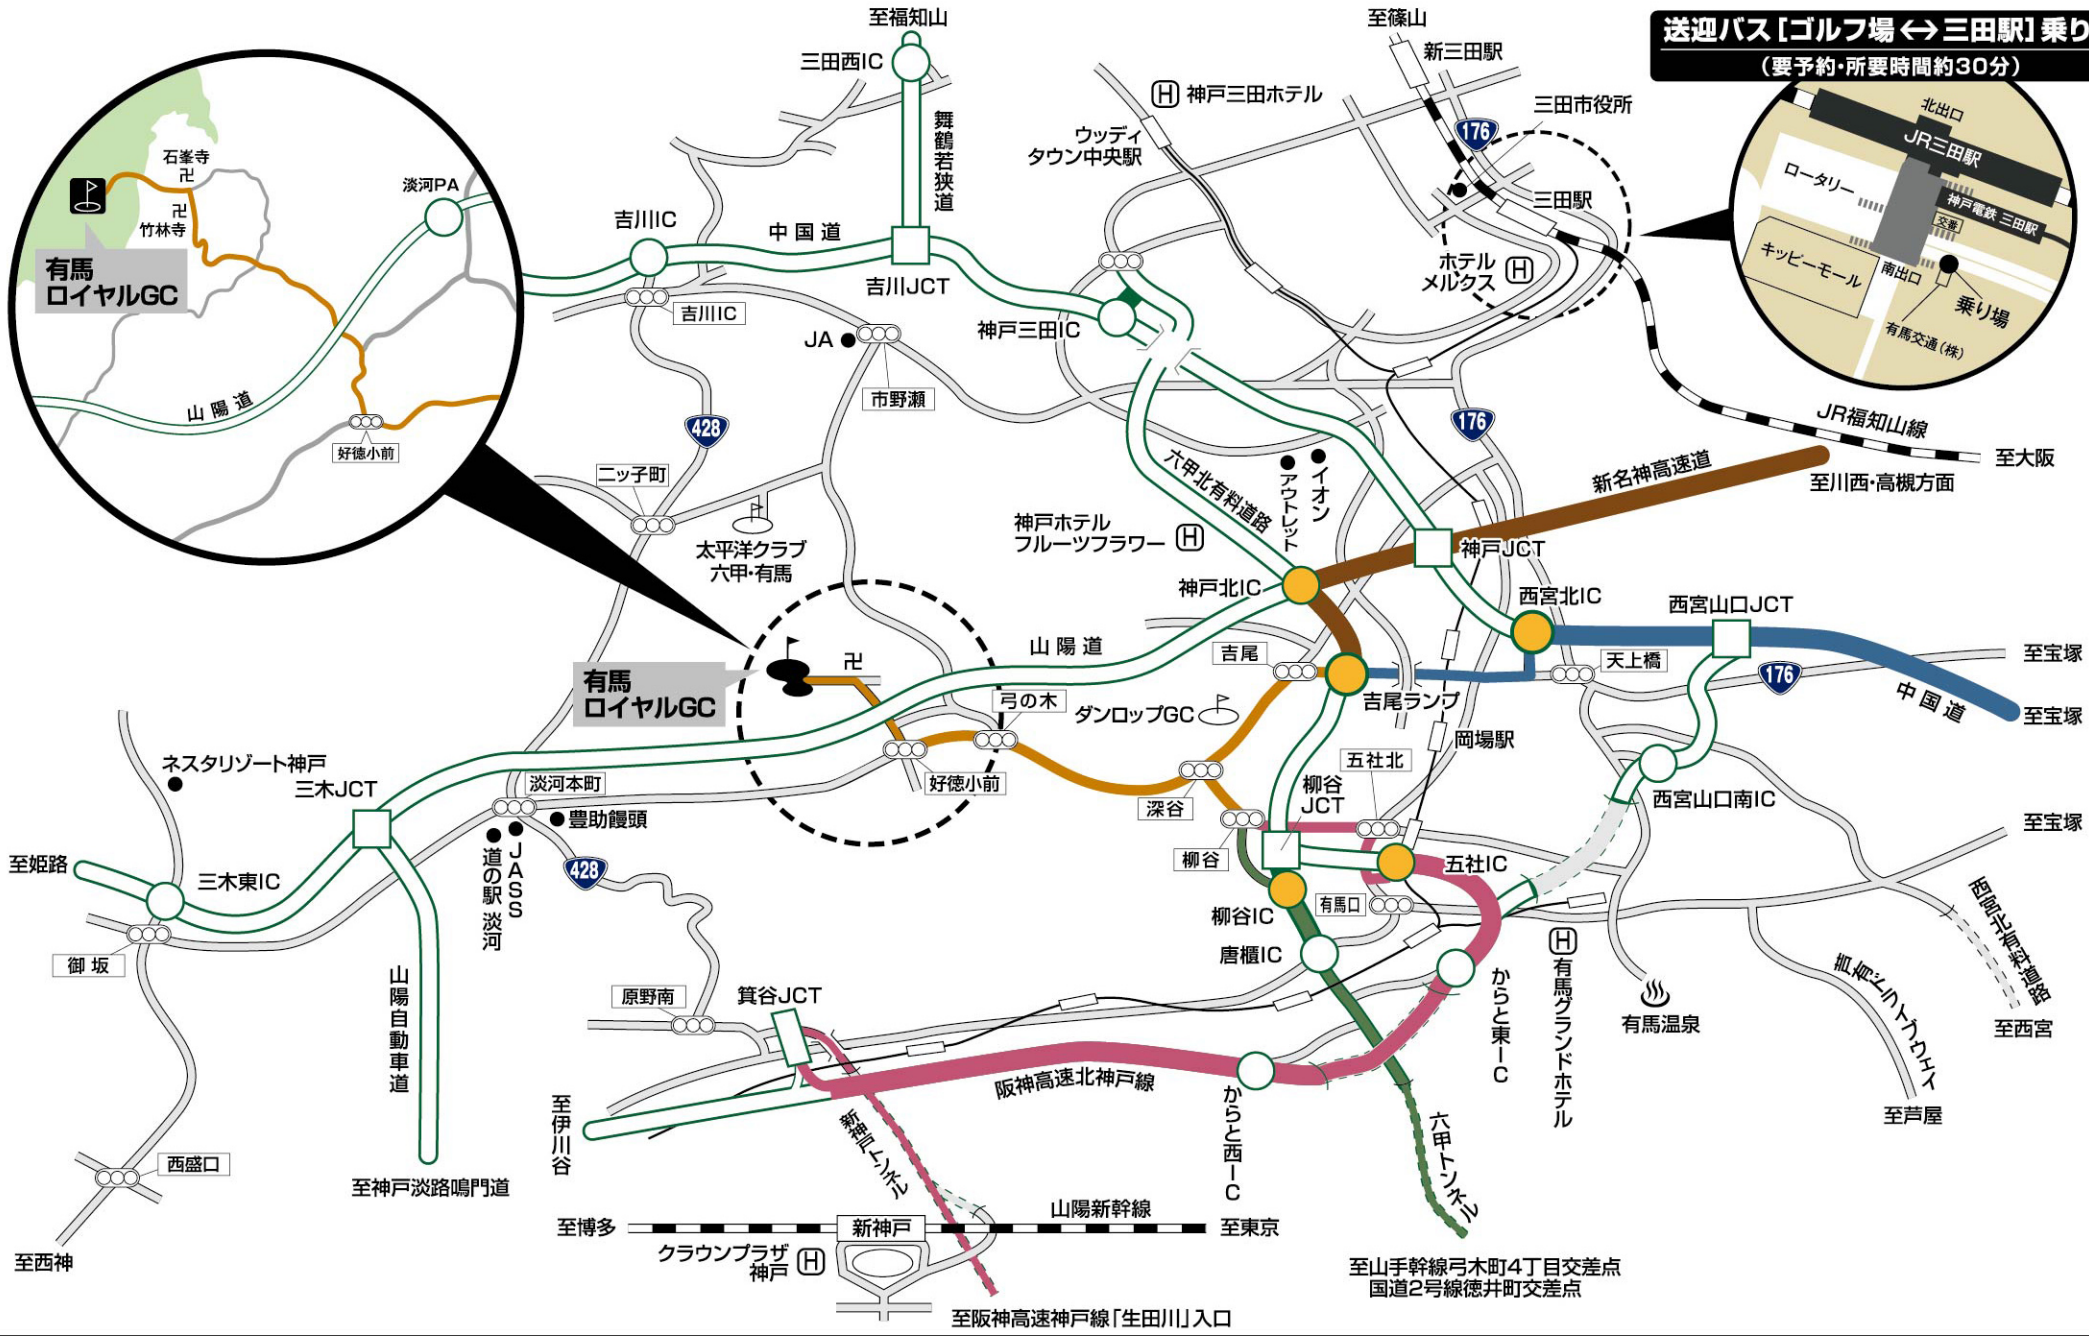 至福知山
三田西IC
舞鶴若狭道
至篠山
新三田駅
神戸三田ホテル
H
ウッディ
タウン中央駅
176
三田市役所
三田駅
ホテル
メルクス
H
送迎バス[ゴルフ場↔三田駅]乗り
(要予約・所要時間約30分)
北出口
JR三田駅
ロータリー
神戸電鉄 三田駅
交番
キッピーモール
南出口
乗り場
有馬交通(株)
石峯寺
卍
卍
竹林寺
淡河PA
有馬
ロイヤルGC
山陽道
好徳小前
吉川IC
中国道
吉川JCT
吉川IC
神戸三田IC
JA
市野瀬
428
176
JR福知山線
至大阪
二ッ子町
太平洋クラブ
六甲・有馬
六甲北有料道路
アウトレット
イオン
新名神高速道
至川西・高槻方面
神戸ホテル
フルーツフラワー
H
神戸JCT
神戸北IC
西宮北IC
西宮山口JCT
至宝塚
176
中国道
至宝塚
天上橋
吉尾
吉尾ランプ
山陽道
卍
有馬
ロイヤルGC
弓の木
ダンロップGC
岡場駅
五社北
ネスタリゾート神戸
三木JCT
淡河本町
豊助饅頭
好徳小前
深谷
柳谷
JCT
柳谷
西宮山口南IC
至宝塚
至姫路
三木東IC
道の駅 淡河
JASS
428
五社IC
柳谷IC
有馬口
唐櫃IC
御坂
山陽自動車道
原野南
箕谷JCT
からと東IC
H
有馬グランドホテル
有馬温泉
芦有ドライブウェイ
西宮北有料道路
至西宮
至芦屋
阪神高速北神戸線
からと西IC
六甲トンネル
至伊川谷
新神戸トンネル
西盛口
至神戸淡路鳴門道
至西神
至博多
新神戸
山陽新幹線
至東京
クラウンプラザ
神戸
H
至阪神高速神戸線「生田川」入口
至山手幹線弓木町4丁目交差点
国道2号線徳井町交差点